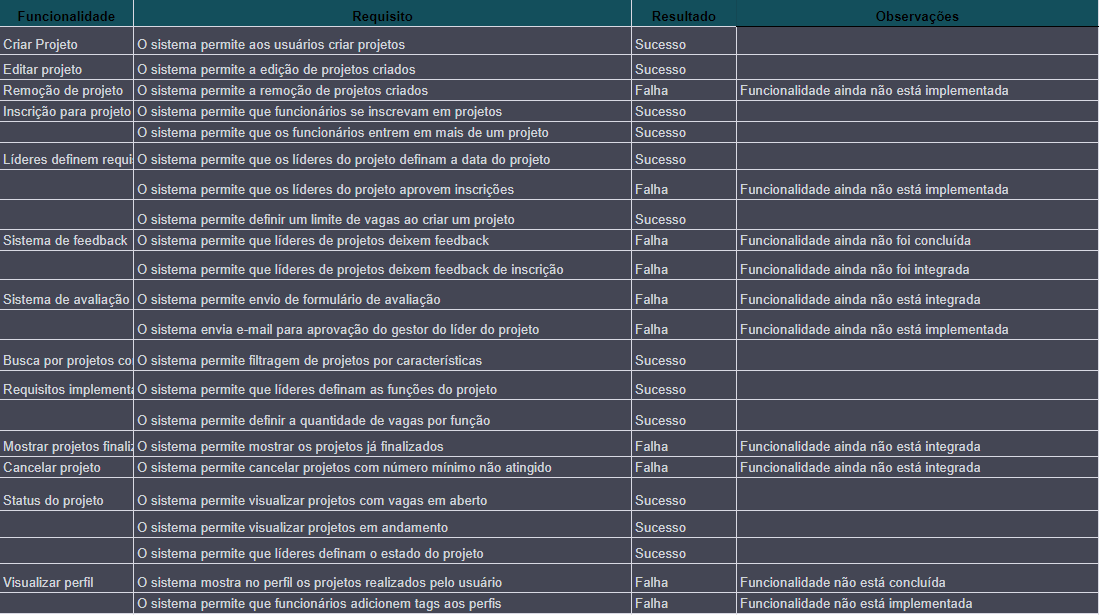 Funcionalidade Requisito Resultado Observações
Criar Projeto O sistema permite aos usuários criar projetos Sucesso
Editar projeto O sistema permite a edição de projetos criados Sucesso
Remoção de projeto O sistema permite a remoção de projetos criados Falha Funcionalidade ainda não está implementada
Inscrição para projeto O sistema permite que funcionários se inscrevam em projetos Sucesso
O sistema permite que os funcionários entrem em mais de um projeto Sucesso
Líderes definem requi O sistema permite que os líderes do projeto definam a data do projeto Sucesso
O sistema permite que os líderes do projeto aprovem inscrições Falha Funcionalidade ainda não está implementada
O sistema permite definir um limite de vagas ao criar um projeto Sucesso
Sistema de feedback O sistema permite que líderes de projetos deixem feedback Falha Funcionalidade ainda não foi concluída
O sistema permite que líderes de projetos deixem feedback de inscrição Falha Funcionalidade ainda não foi integrada
Sistema de avaliação O sistema permite envio de formulário de avaliação Falha Funcionalidade ainda não está integrada
O sistema envia e-mail para aprovação do gestor do líder do projeto Falha Funcionalidade ainda não está implementada
Busca por projetos co O sistema permite filtragem de projetos por características Sucesso
Requisitos implementa O sistema permite que líderes definam as funções do projeto Sucesso
O sistema permite definir a quantidade de vagas por função Sucesso
Mostrar projetos finaliz O sistema permite mostrar os projetos já finalizados Falha Funcionalidade ainda não está integrada
Cancelar projeto O sistema permite cancelar projetos com número mínimo não atingido Falha Funcionalidade ainda não está integrada
Status do projeto O sistema permite visualizar projetos com vagas em aberto Sucesso
O sistema permite visualizar projetos em andamento Sucesso
O sistema permite que líderes definam o estado do projeto Sucesso
Visualizar perfil O sistema mostra no perfil os projetos realizados pelo usuário Falha Funcionalidade não está concluída
O sistema permite que funcionários adicionem tags aos perfis Falha Funcionalidade não está implementada